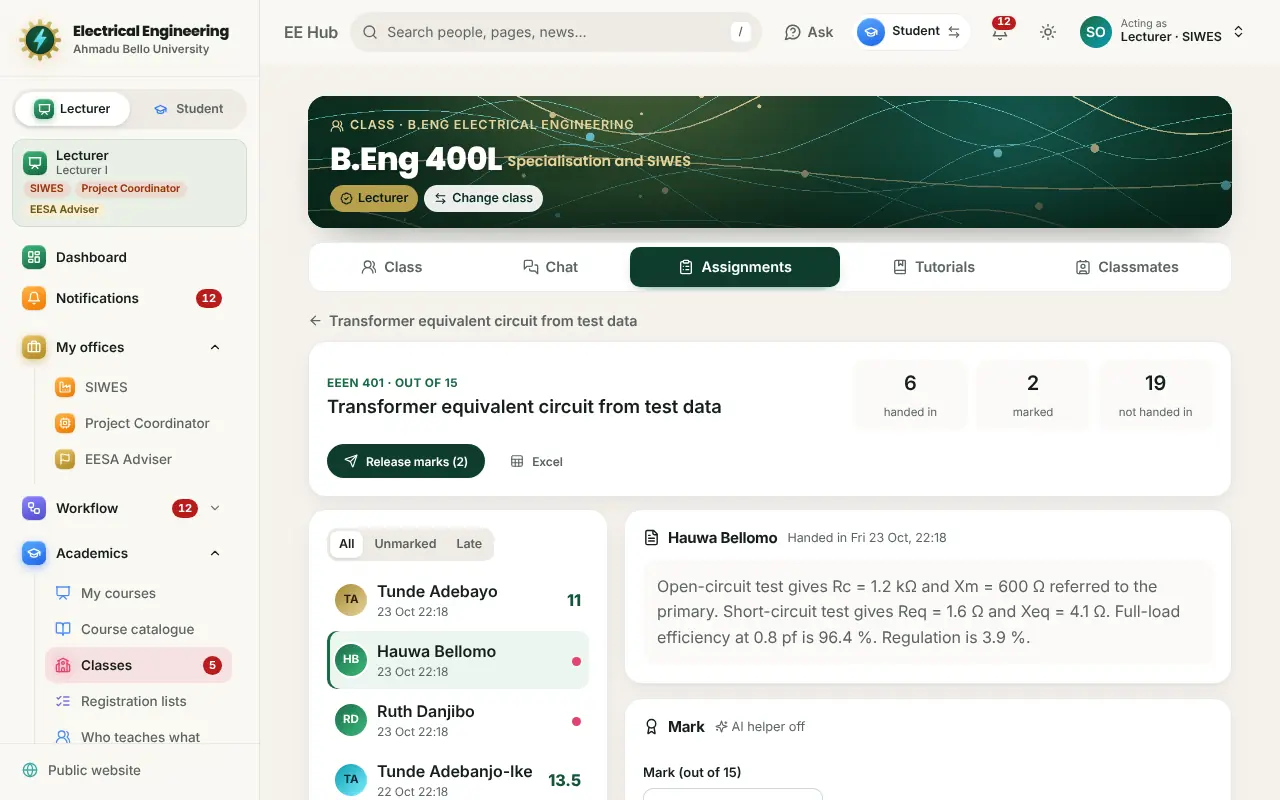 Electrical Engineering
Ahmadu Bello University
EE Hub
Search people, pages, news...
/
Ask
Student
12
SO
Acting as
Lecturer · SIWES
Lecturer
Student
Lecturer
Lecturer I
SIWES
Project Coordinator
EESA Adviser
Dashboard
Notifications
12
My offices
SIWES
Project Coordinator
EESA Adviser
Workflow
12
Academics
My courses
Course catalogue
Classes
5
Registration lists
Who teaches what
Public website
CLASS · B.ENG ELECTRICAL ENGINEERING
B.Eng 400L Specialisation and SIWES
Lecturer
Change class
Class
Chat
Assignments
Tutorials
Classmates
← Transformer equivalent circuit from test data
EEEN 401 · OUT OF 15
Transformer equivalent circuit from test data
6
handed in
2
marked
19
not handed in
Release marks (2)
Excel
All
Unmarked
Late
TA
Tunde Adebayo
23 Oct 22:18
11
HB
Hauwa Bellomo
23 Oct 22:18
RD
Ruth Danjibo
23 Oct 22:18
TA
Tunde Adebanjo-Ike
22 Oct 22:18
13.5
Hauwa Bellomo
Handed in Fri 23 Oct, 22:18
Open-circuit test gives Rc = 1.2 kΩ and Xm = 600 Ω referred to the
primary. Short-circuit test gives Req = 1.6 Ω and Xeq = 4.1 Ω. Full-load
efficiency at 0.8 pf is 96.4 %. Regulation is 3.9 %.
Mark
AI helper off
Mark (out of 15)